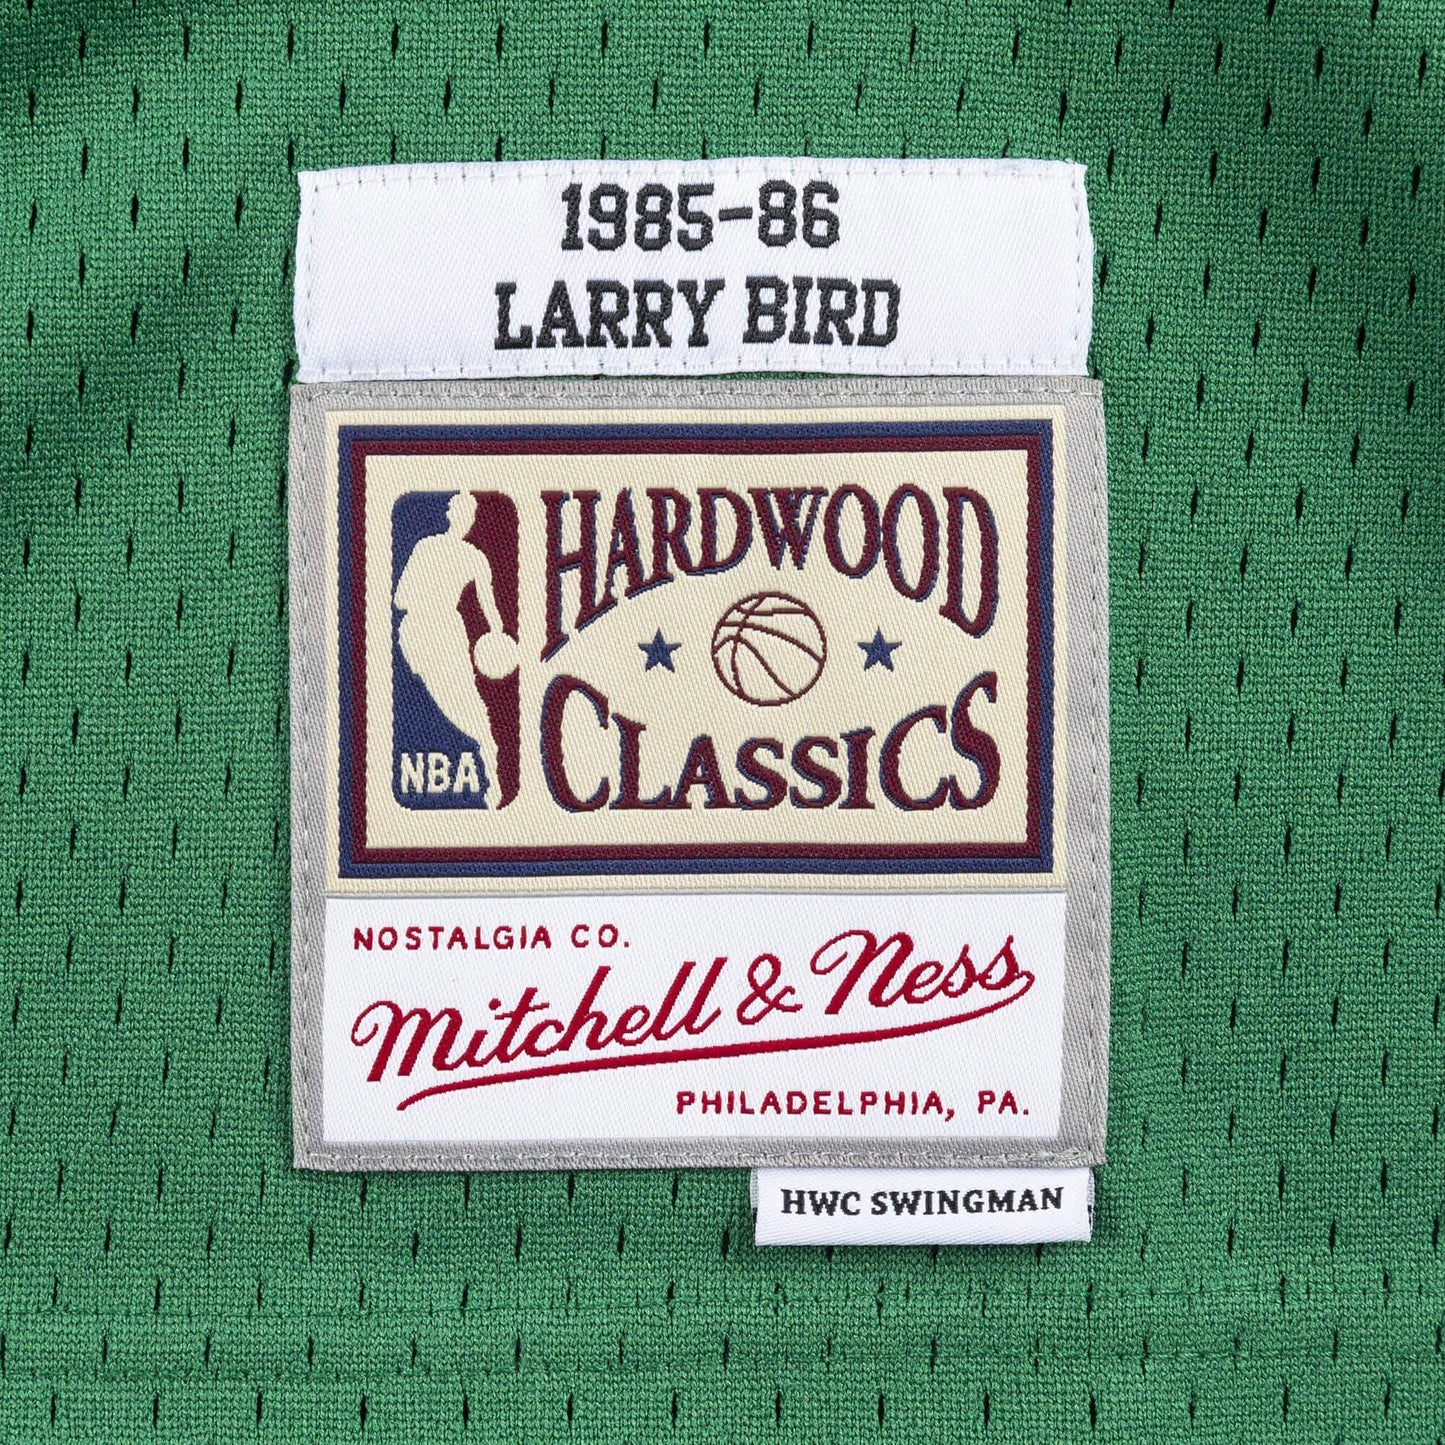 1985-86
LARRY BIRD
HARDWOOD
CLASSICS
NBA
NOSTALGIA CO.
Mitchell & Ness
PHILADELPHIA, PA.
HWC SWINGMAN